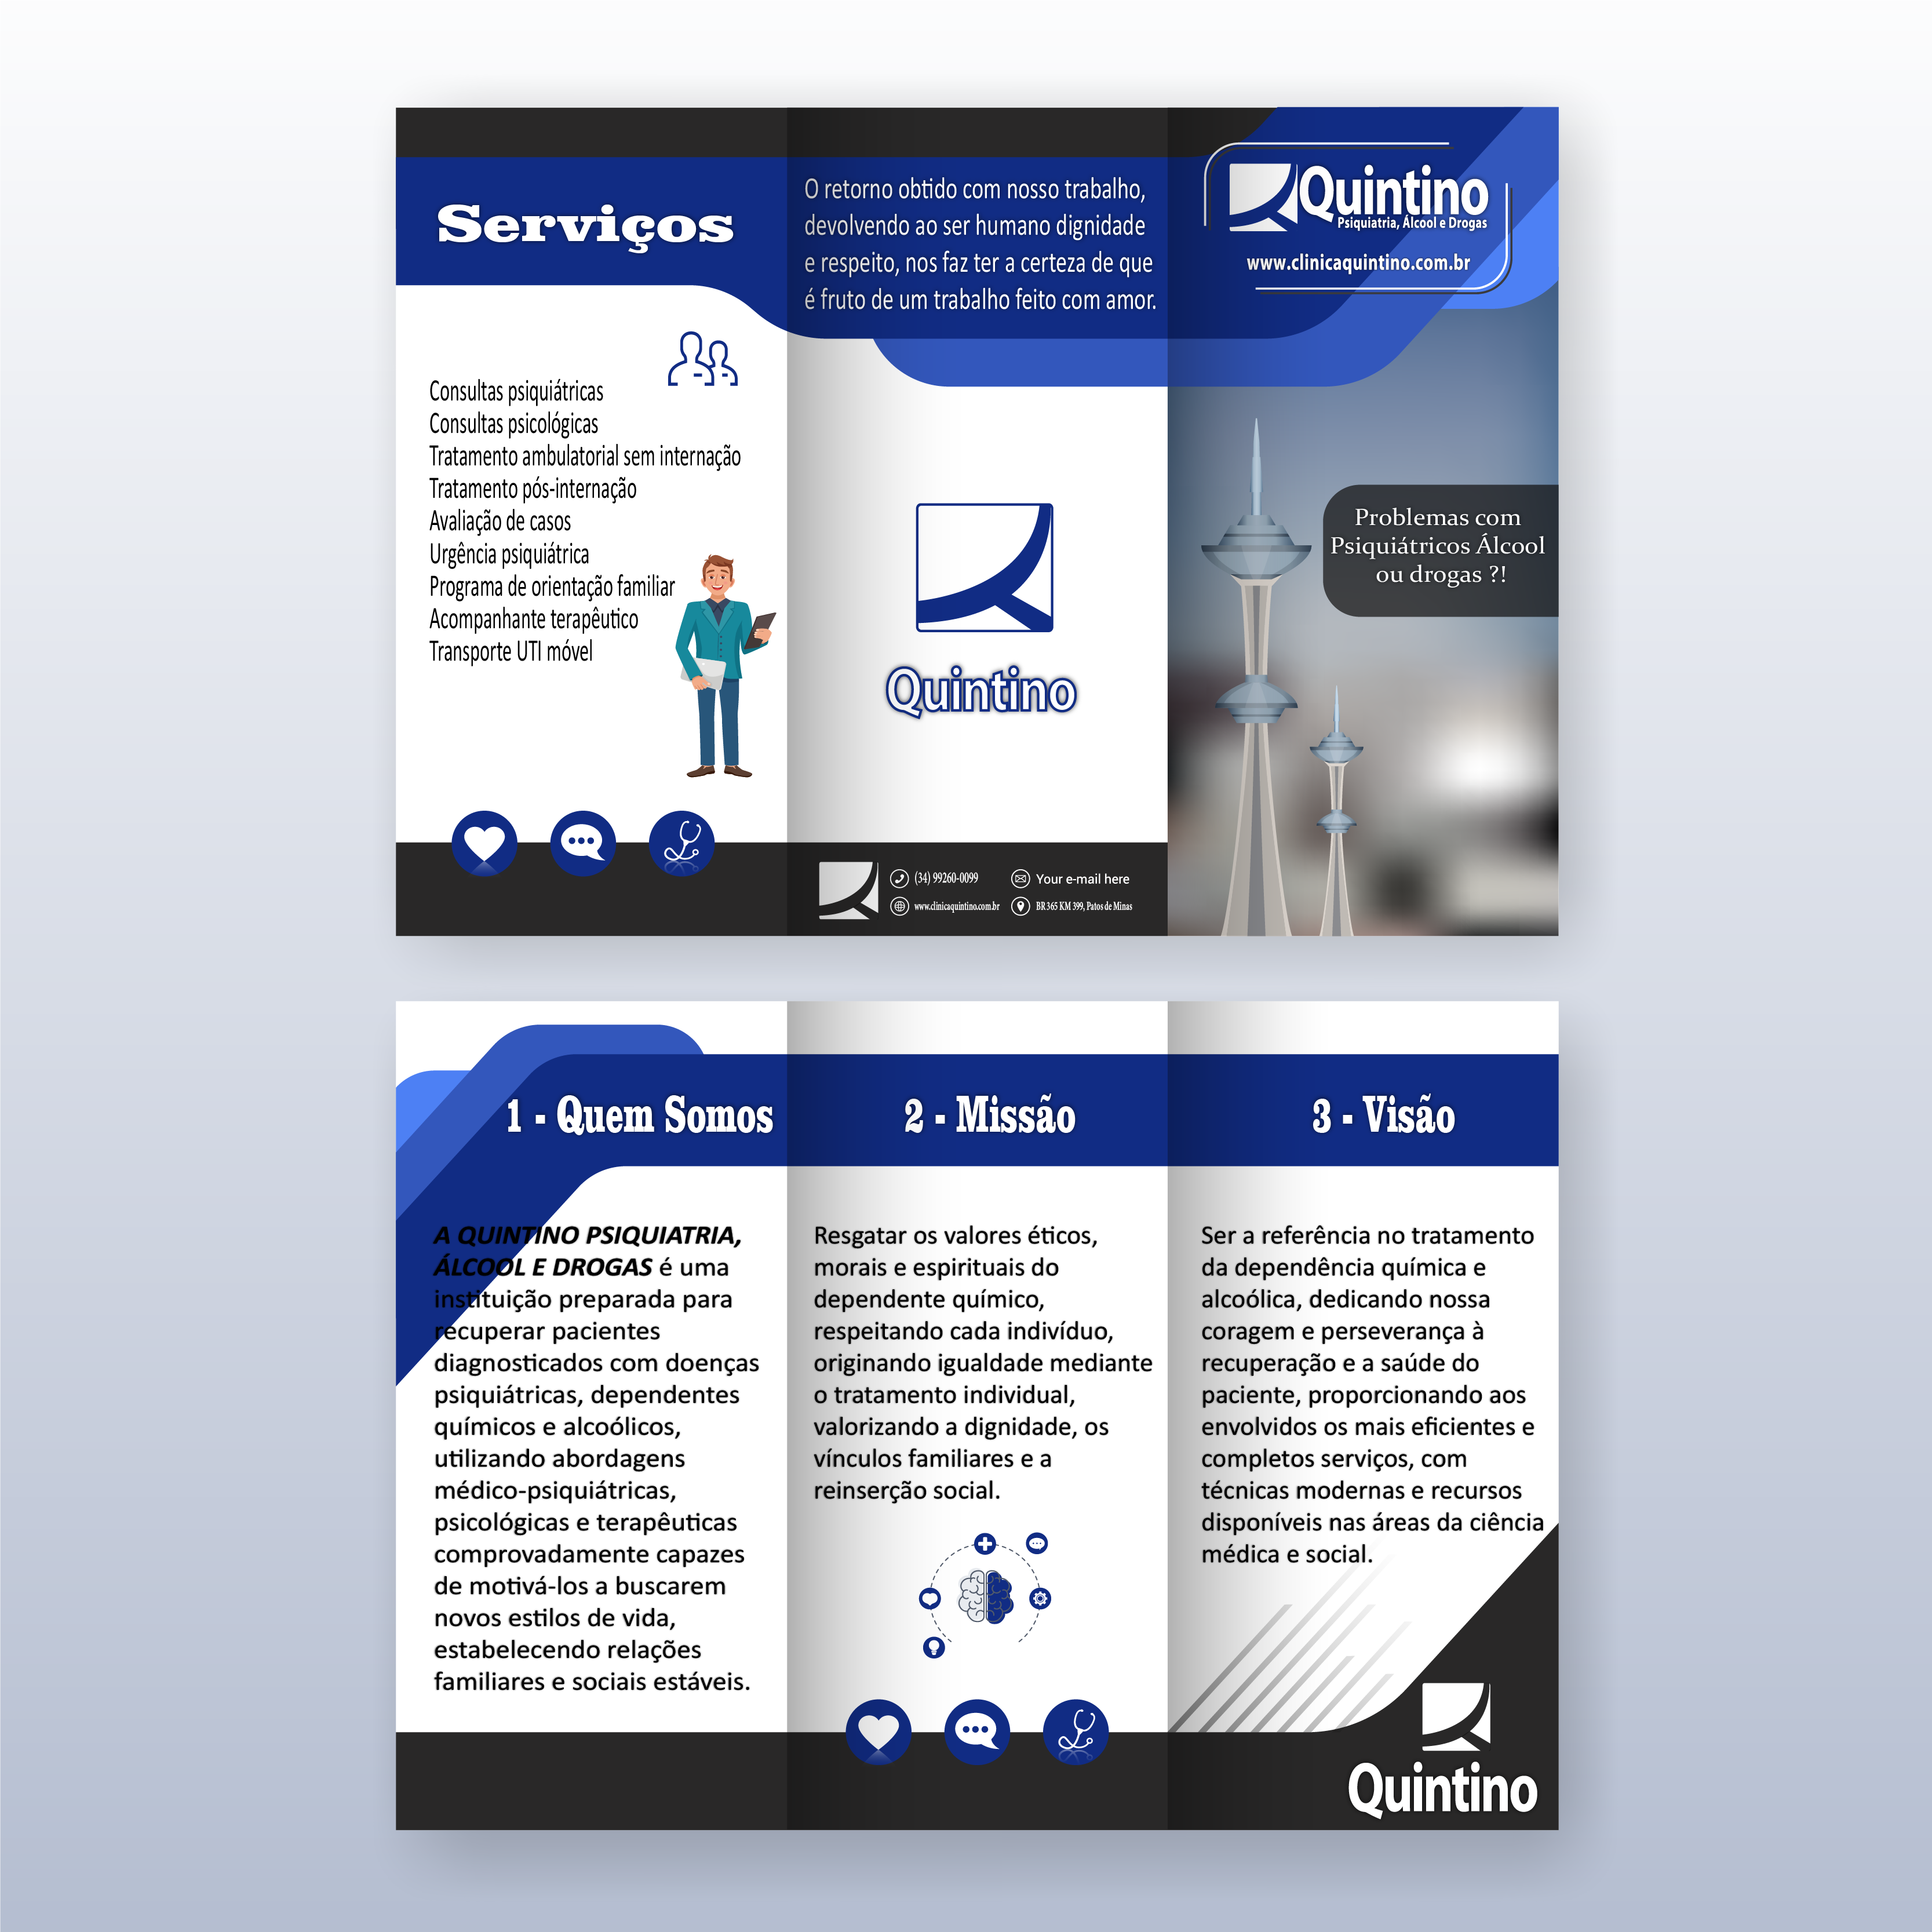 Serviços
Consultas psiquiátricas
Consultas psicológicas
Tratamento ambulatorial sem internação
Tratamento pós-internação
Avaliação de casos
Urgência psiquiátrica
Programa de orientação familiar
Acompanhante terapêutico
Transporte UTI móvel
O retorno obtido com nosso trabalho,
devolvendo ao ser humano dignidade
e respeito, nos faz ter a certeza de que
é fruto de um trabalho feito com amor.
Quintino
(34) 99260-0099
Your e-mail here
www.clinicaquintino.com.br
BR 365 KM 399, Patos de Minas
Quintino
Psiquiatria, Álcool e Drogas
www.clinicaquintino.com.br
Problemas com
Psiquiátricos Álcool
ou drogas ?!
1 - Quem Somos
A QUINTINO PSIQUIATRIA,
ÁLCOOL E DROGAS é uma
instituição preparada para
recuperar pacientes
diagnosticados com doenças
psiquiátricas, dependentes
químicos e alcoólicos,
utilizando abordagens
médico-psiquiátricas,
psicológicas e terapêuticas
comprovadamente capazes
de motivá-los a buscarem
novos estilos de vida,
estabelecendo relações
familiares e sociais estáveis.
2 - Missão
Resgatar os valores éticos,
morais e espirituais do
dependente químico,
respeitando cada indivíduo,
originando igualdade mediante
o tratamento individual,
valorizando a dignidade, os
vínculos familiares e a
reinserção social.
3 - Visão
Ser a referência no tratamento
da dependência química e
alcoólica, dedicando nossa
coragem e perseverança à
recuperação e a saúde do
paciente, proporcionando aos
envolvidos os mais eficientes e
completos serviços, com
técnicas modernas e recursos
disponíveis nas áreas da ciência
médica e social.
Quintino